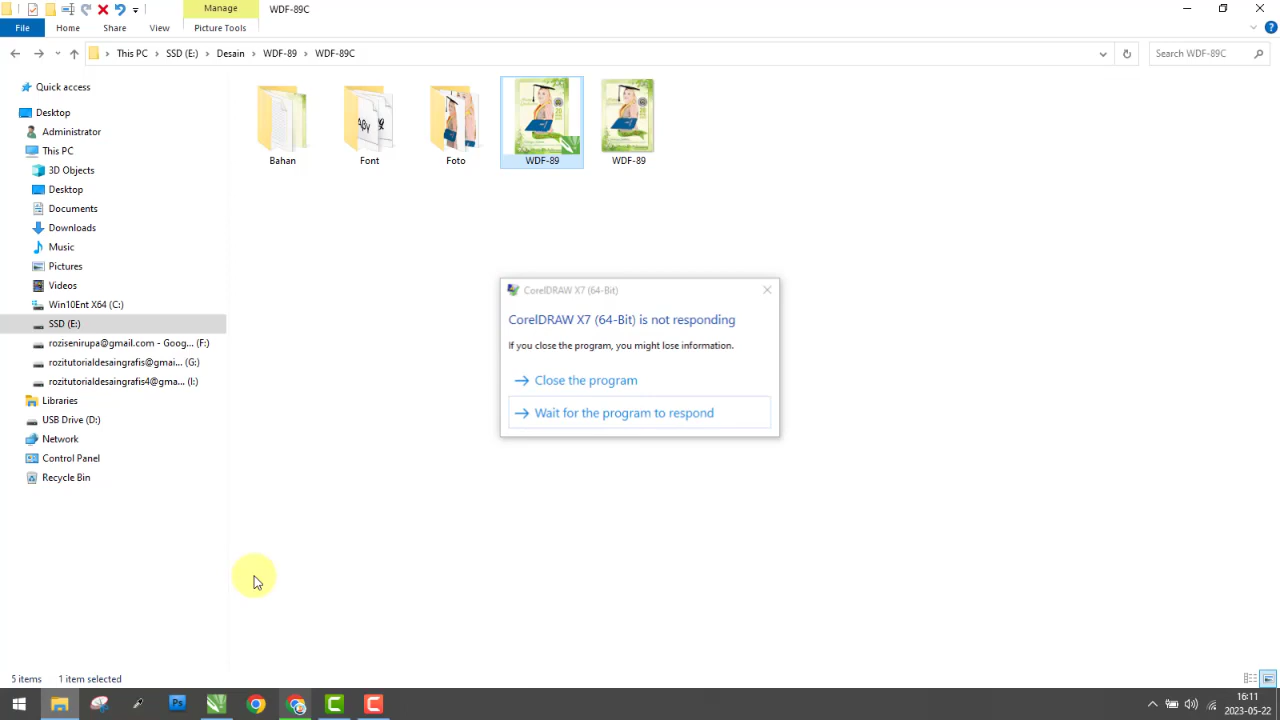 Manage
WDF-89C
File
Home
Share
View
Picture Tools
This PC
SSD (E:)
Desain
WDF-89
WDF-89C
Search WDF-89C
Quick access
Desktop
Administrator
This PC
3D Objects
Desktop
Documents
Downloads
Music
Pictures
Videos
Win10Ent X64 (C:)
SSD (E:)
rozisenirupa@gmail.com - Goog... (F:)
rozitutorialdesaingrafis@gmai... (G:)
rozitutorialdesaingrafis4@gma... (I:)
Libraries
USB Drive (D:)
Network
Control Panel
Recycle Bin
Bahan
Font
Foto
WDF-89
WDF-89
CorelDRAW X7 (64-Bit)
CorelDRAW X7 (64-Bit) is not responding
If you close the program, you might lose information.
Close the program
Wait for the program to respond
5 items
1 item selected
Ps
16:11
2023-05-22